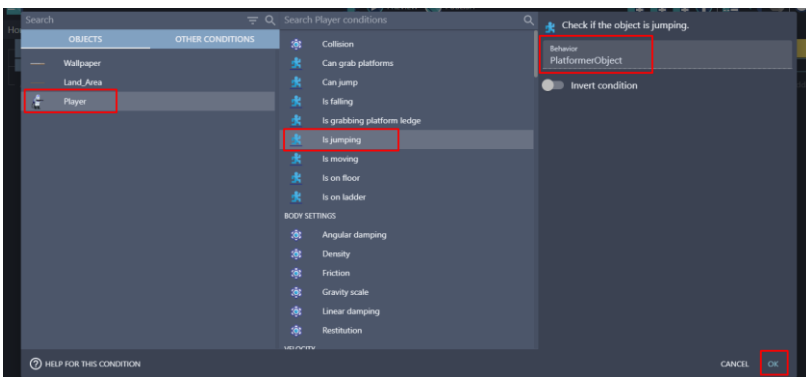 Search
OBJECTS
OTHER CONDITIONS
Wallpaper
Land_Area
Player
Search Player conditions
Collision
Can grab platforms
Can jump
Is falling
Is grabbing platform ledge
Is jumping
Is moving
Is on floor
Is on ladder
BODY SETTINGS
Angular damping
Density
Friction
Gravity scale
Linear damping
Restitution
VELOCITY
Check if the object is jumping.
Behavior
PlatformerObject
Invert condition
HELP FOR THIS CONDITION
CANCEL
OK